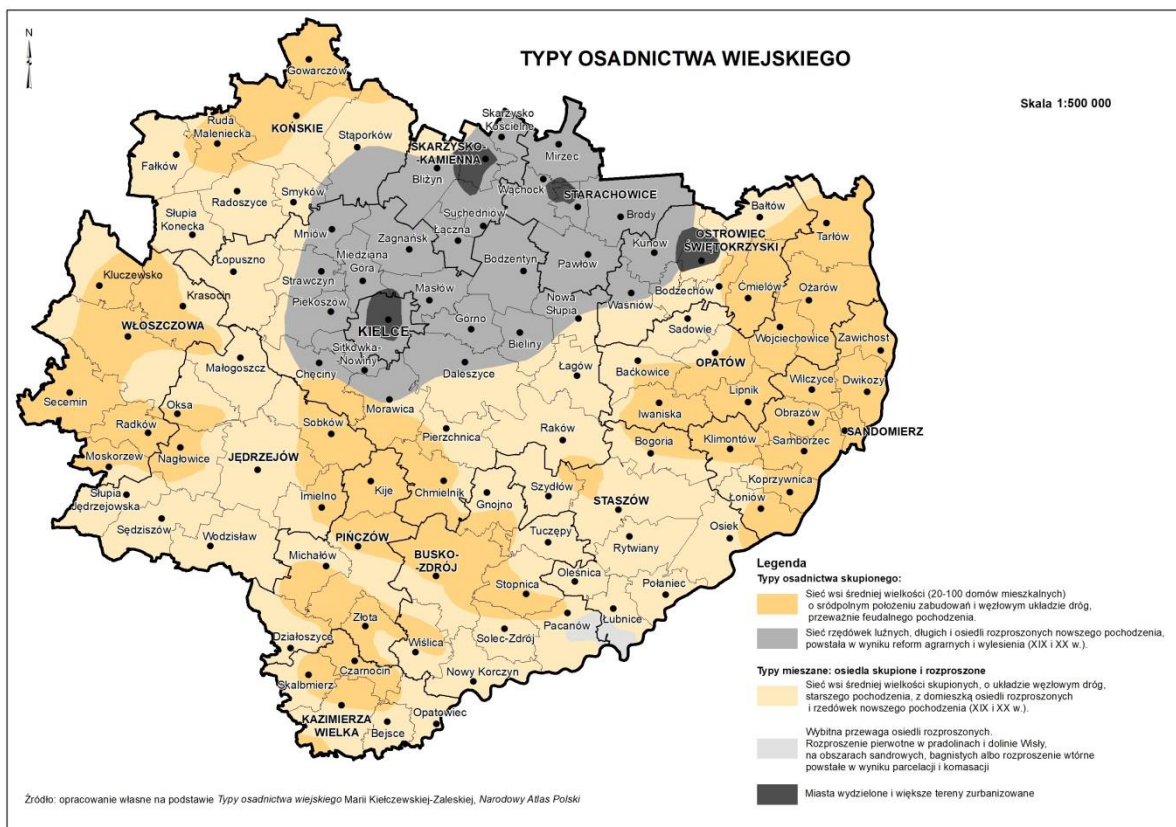 TYPY OSADNICTWA WIEJSKIEGO
Skala 1:500 000
N
Gowarczów
Ruda
Maleniecka
KOŃSKIE
Fałków
Stąporków
Skarżysko
Kościelne
SKARŻYSKO-
KAMIENNA
Bliżyn
Mirzec
Wąchock
STARACHOWICE
Radoszyce
Smyków
Słupia
Konecka
Mniów
Suchedniów
Łączna
Zagnańsk
Brody
Bałtów
Tarłów
OSTROWIEC
ŚWIĘTOKRZYSKI
Kunów
Łopuszno
Miedziana
Góra
Strawczyn
Bodzentyn
Pawłów
Kluczewsko
Krasocin
Piekoszów
Masłów
Nowa
Słupia
Waśniów
Bodzechów
Ćmielów
Ożarów
WŁOSZCZOWA
KIELCE
Górno
Bieliny
Sadowie
Wojciechowice
Zawichost
Sitkówka-
-Nowiny
Małogoszcz
Chęciny
Daleszyce
Łagów
Baćkowice
OPATÓW
Lipnik
Wilczyce
Dwikozy
Secemin
Oksa
Morawica
Iwaniska
Obrazów
Radków
Sobków
Pierzchnica
Raków
Bogoria
Klimontów
Samborzec
SANDOMIERZ
Moskorzew
Nagłowice
JĘDRZEJÓW
Kije
Chmielnik
Szydłów
Koprzywnica
Słupia
Jędrzejowska
Imielno
Gnojno
STASZÓW
Łoniów
Sędziszów
Wodzisław
PIŃCZÓW
Tuczępy
Rytwiany
Osiek
Michałów
BUSKO-
-ZDRÓJ
Oleśnica
Połaniec
Stopnica
Złota
Pacanów
Łubnice
Działoszyce
Wiślica
Solec-Zdrój
Czarnocin
Nowy Korczyn
Skalbmierz
KAZIMIERZA
WIELKA
Opatowiec
Bejsce
Legenda
Typy osadnictwa skupionego:
Sieć wsi średniej wielkości (20-100 domów mieszkalnych)
o śródpolnym położeniu zabudowań i węzłowym układzie dróg,
przeważnie feudalnego pochodzenia.
Sieć rzędówek luźnych, długich i osiedli rozproszonych nowszego pochodzenia,
powstała w wyniku reform agrarnych i wylesienia (XIX i XX w.).
Typy mieszane: osiedla skupione i rozproszone
Sieć wsi średniej wielkości skupionych, o układzie węzłowym dróg,
starszego pochodzenia, z domieszką osiedli rozproszonych
i rzedówek nowszego pochodzenia (XIX i XX w.).
Wybitna przewaga osiedli rozproszonych.
Rozproszenie pierwotne w pradolinach i dolinie Wisły,
na obszarach sandrowych, bagnistych albo rozproszenie wtórne
powstałe w wyniku parcelacji i komasacji
Miasta wydzielone i większe tereny zurbanizowane
Źródło: opracowanie własne na podstawie Typy osadnictwa wiejskiego Marii Kiełczewskiej-Zaleskiej, Narodowy Atlas Polski